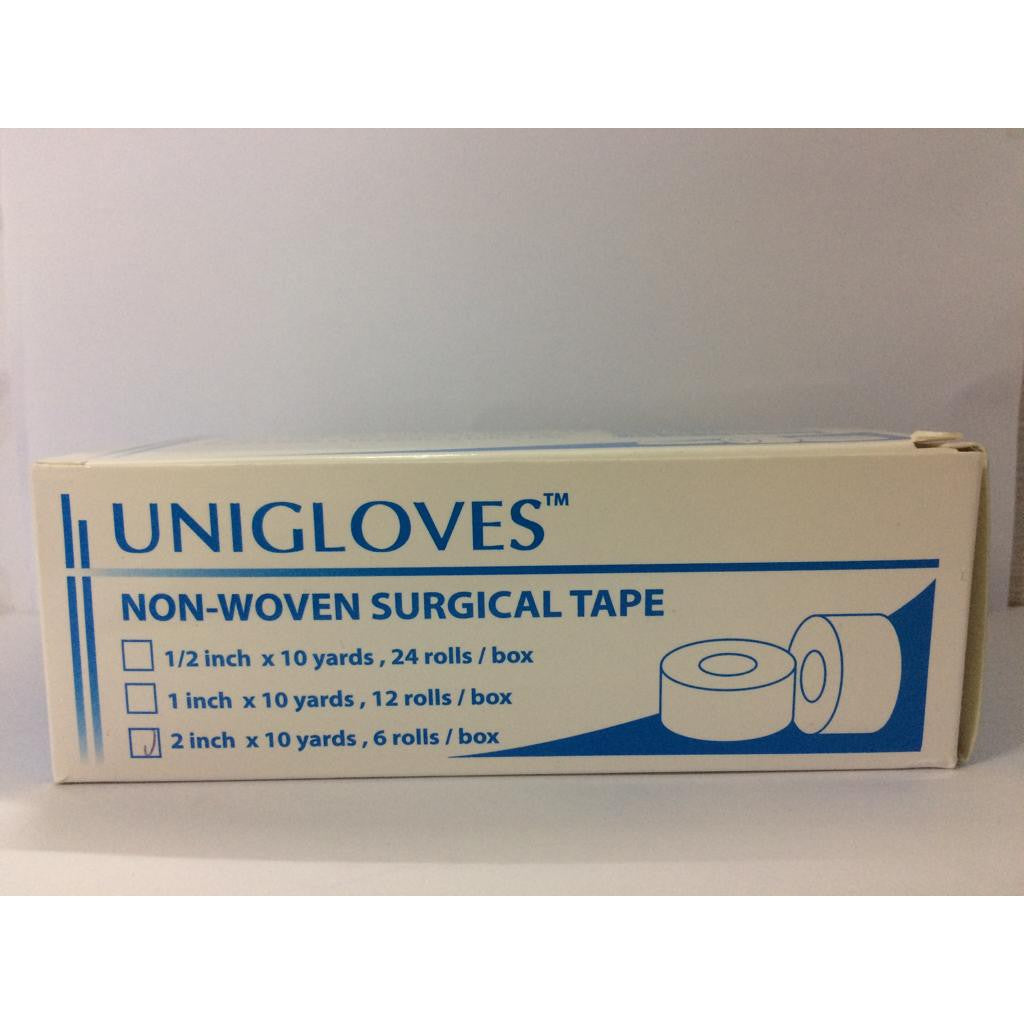 UNIGLOVES™
NON-WOVEN SURGICAL TAPE
1/2 inch x 10 yards , 24 rolls / box
1 inch x 10 yards , 12 rolls / box
2 inch x 10 yards , 6 rolls / box